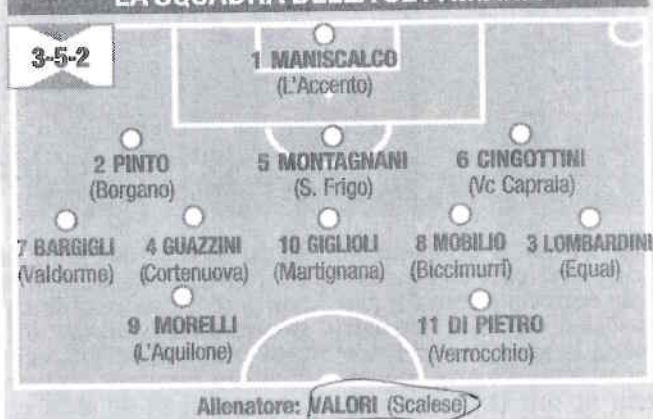 3-5-2
1 MANISCALCO
(L'Accento)
2 PINTO
(Borgano)
5 MONTAGNANI
(S. Frigo)
6 CINGOTTINI
(Vc Capraia)
7 BARGIGLI
(Valdorme)
4 GUAZZINI
(Cortenuova)
10 GIGLIOLI
(Martignana)
8 MOBILIO
(Biccimurri)
3 LOMBARDINI
(Equal)
9 MORELLI
(L'Aquilone)
11 DI PIETRO
(Verrocchio)
Allenatore: VALORI (Scalese)